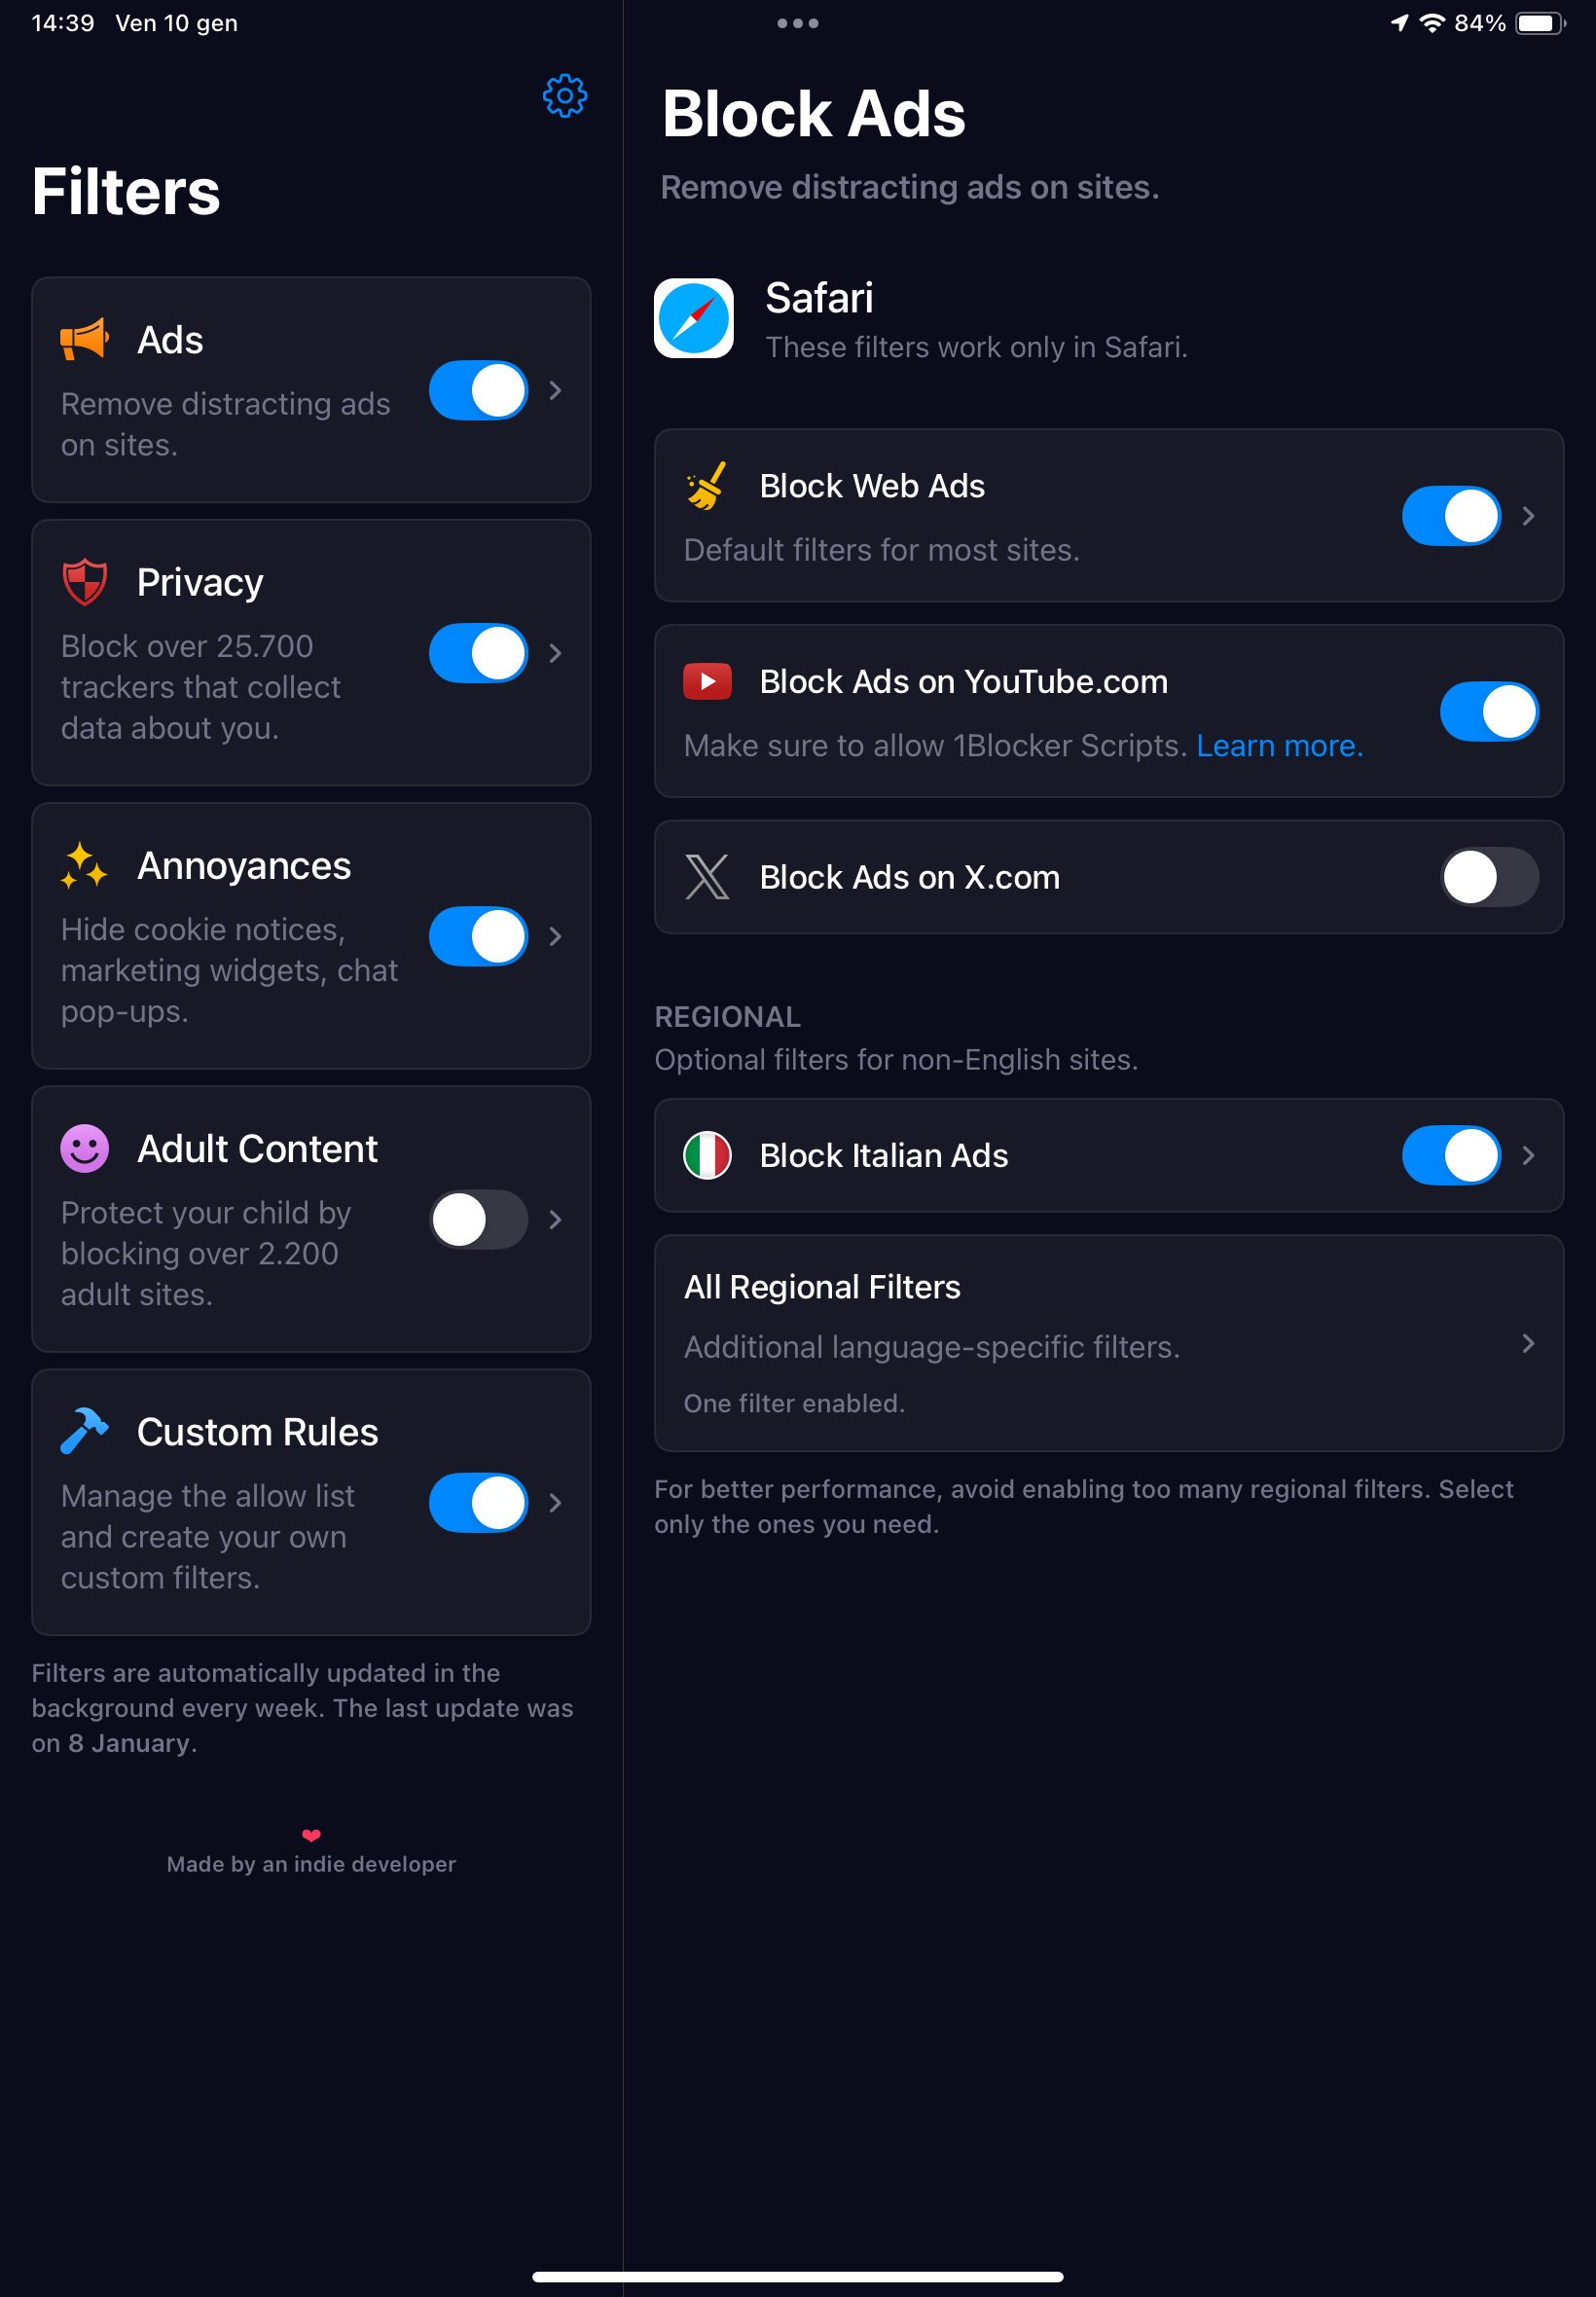 14:39 Ven 10 gen
84%
Filters
Ads
Remove distracting ads
on sites.
Privacy
Block over 25.700
trackers that collect
data about you.
Annoyances
Hide cookie notices,
marketing widgets, chat
pop-ups.
Adult Content
Protect your child by
blocking over 2.200
adult sites.
Custom Rules
Manage the allow list
and create your own
custom filters.
Filters are automatically updated in the
background every week. The last update was
on 8 January.
Made by an indie developer
Block Ads
Remove distracting ads on sites.
Safari
These filters work only in Safari.
Block Web Ads
Default filters for most sites.
Block Ads on YouTube.com
Make sure to allow 1Blocker Scripts. Learn more.
Block Ads on X.com
REGIONAL
Optional filters for non-English sites.
Block Italian Ads
All Regional Filters
Additional language-specific filters.
One filter enabled.
For better performance, avoid enabling too many regional filters. Select
only the ones you need.